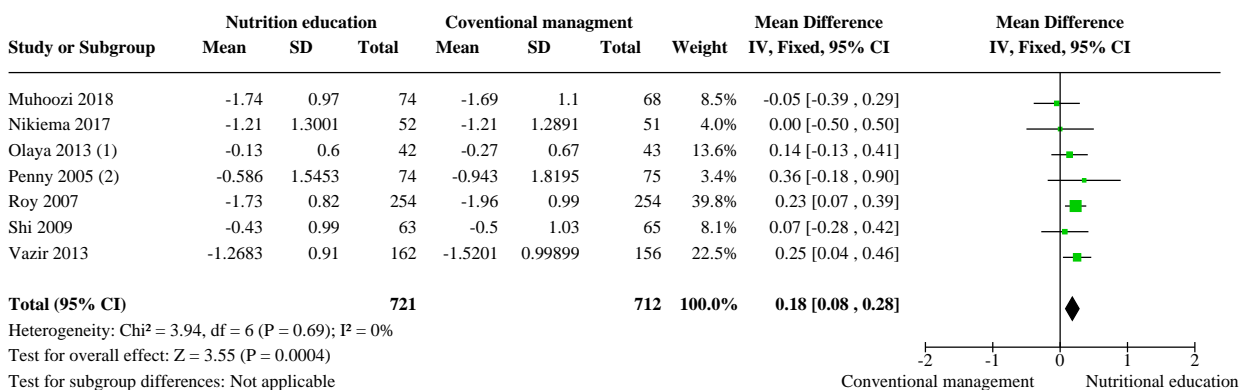 Nutrition education Coventional managment Mean Difference Mean Difference
Study or Subgroup Mean SD Total Mean SD Total Weight IV, Fixed, 95% CI IV, Fixed, 95% CI
Muhoozi 2018 -1.74 0.97 74 -1.69 1.1 68 8.5% -0.05 [-0.39 , 0.29]
Nikiema 2017 -1.21 1.3001 52 -1.21 1.2891 51 4.0% 0.00 [-0.50 , 0.50]
Olaya 2013 (1) -0.13 0.6 42 -0.27 0.67 43 13.6% 0.14 [-0.13 , 0.41]
Penny 2005 (2) -0.586 1.5453 74 -0.943 1.8195 75 3.4% 0.36 [-0.18 , 0.90]
Roy 2007 -1.73 0.82 254 -1.96 0.99 254 39.8% 0.23 [0.07 , 0.39]
Shi 2009 -0.43 0.99 63 -0.5 1.03 65 8.1% 0.07 [-0.28 , 0.42]
Vazir 2013 -1.2683 0.91 162 -1.5201 0.99899 156 22.5% 0.25 [0.04 , 0.46]
Total (95% CI) 721 712 100.0% 0.18 [0.08 , 0.28]
Heterogeneity: Chi² = 3.94, df = 6 (P = 0.69); I² = 0%
Test for overall effect: Z = 3.55 (P = 0.0004)
-2 -1 0 1 2
Test for subgroup differences: Not applicable
Conventional management Nutritional education